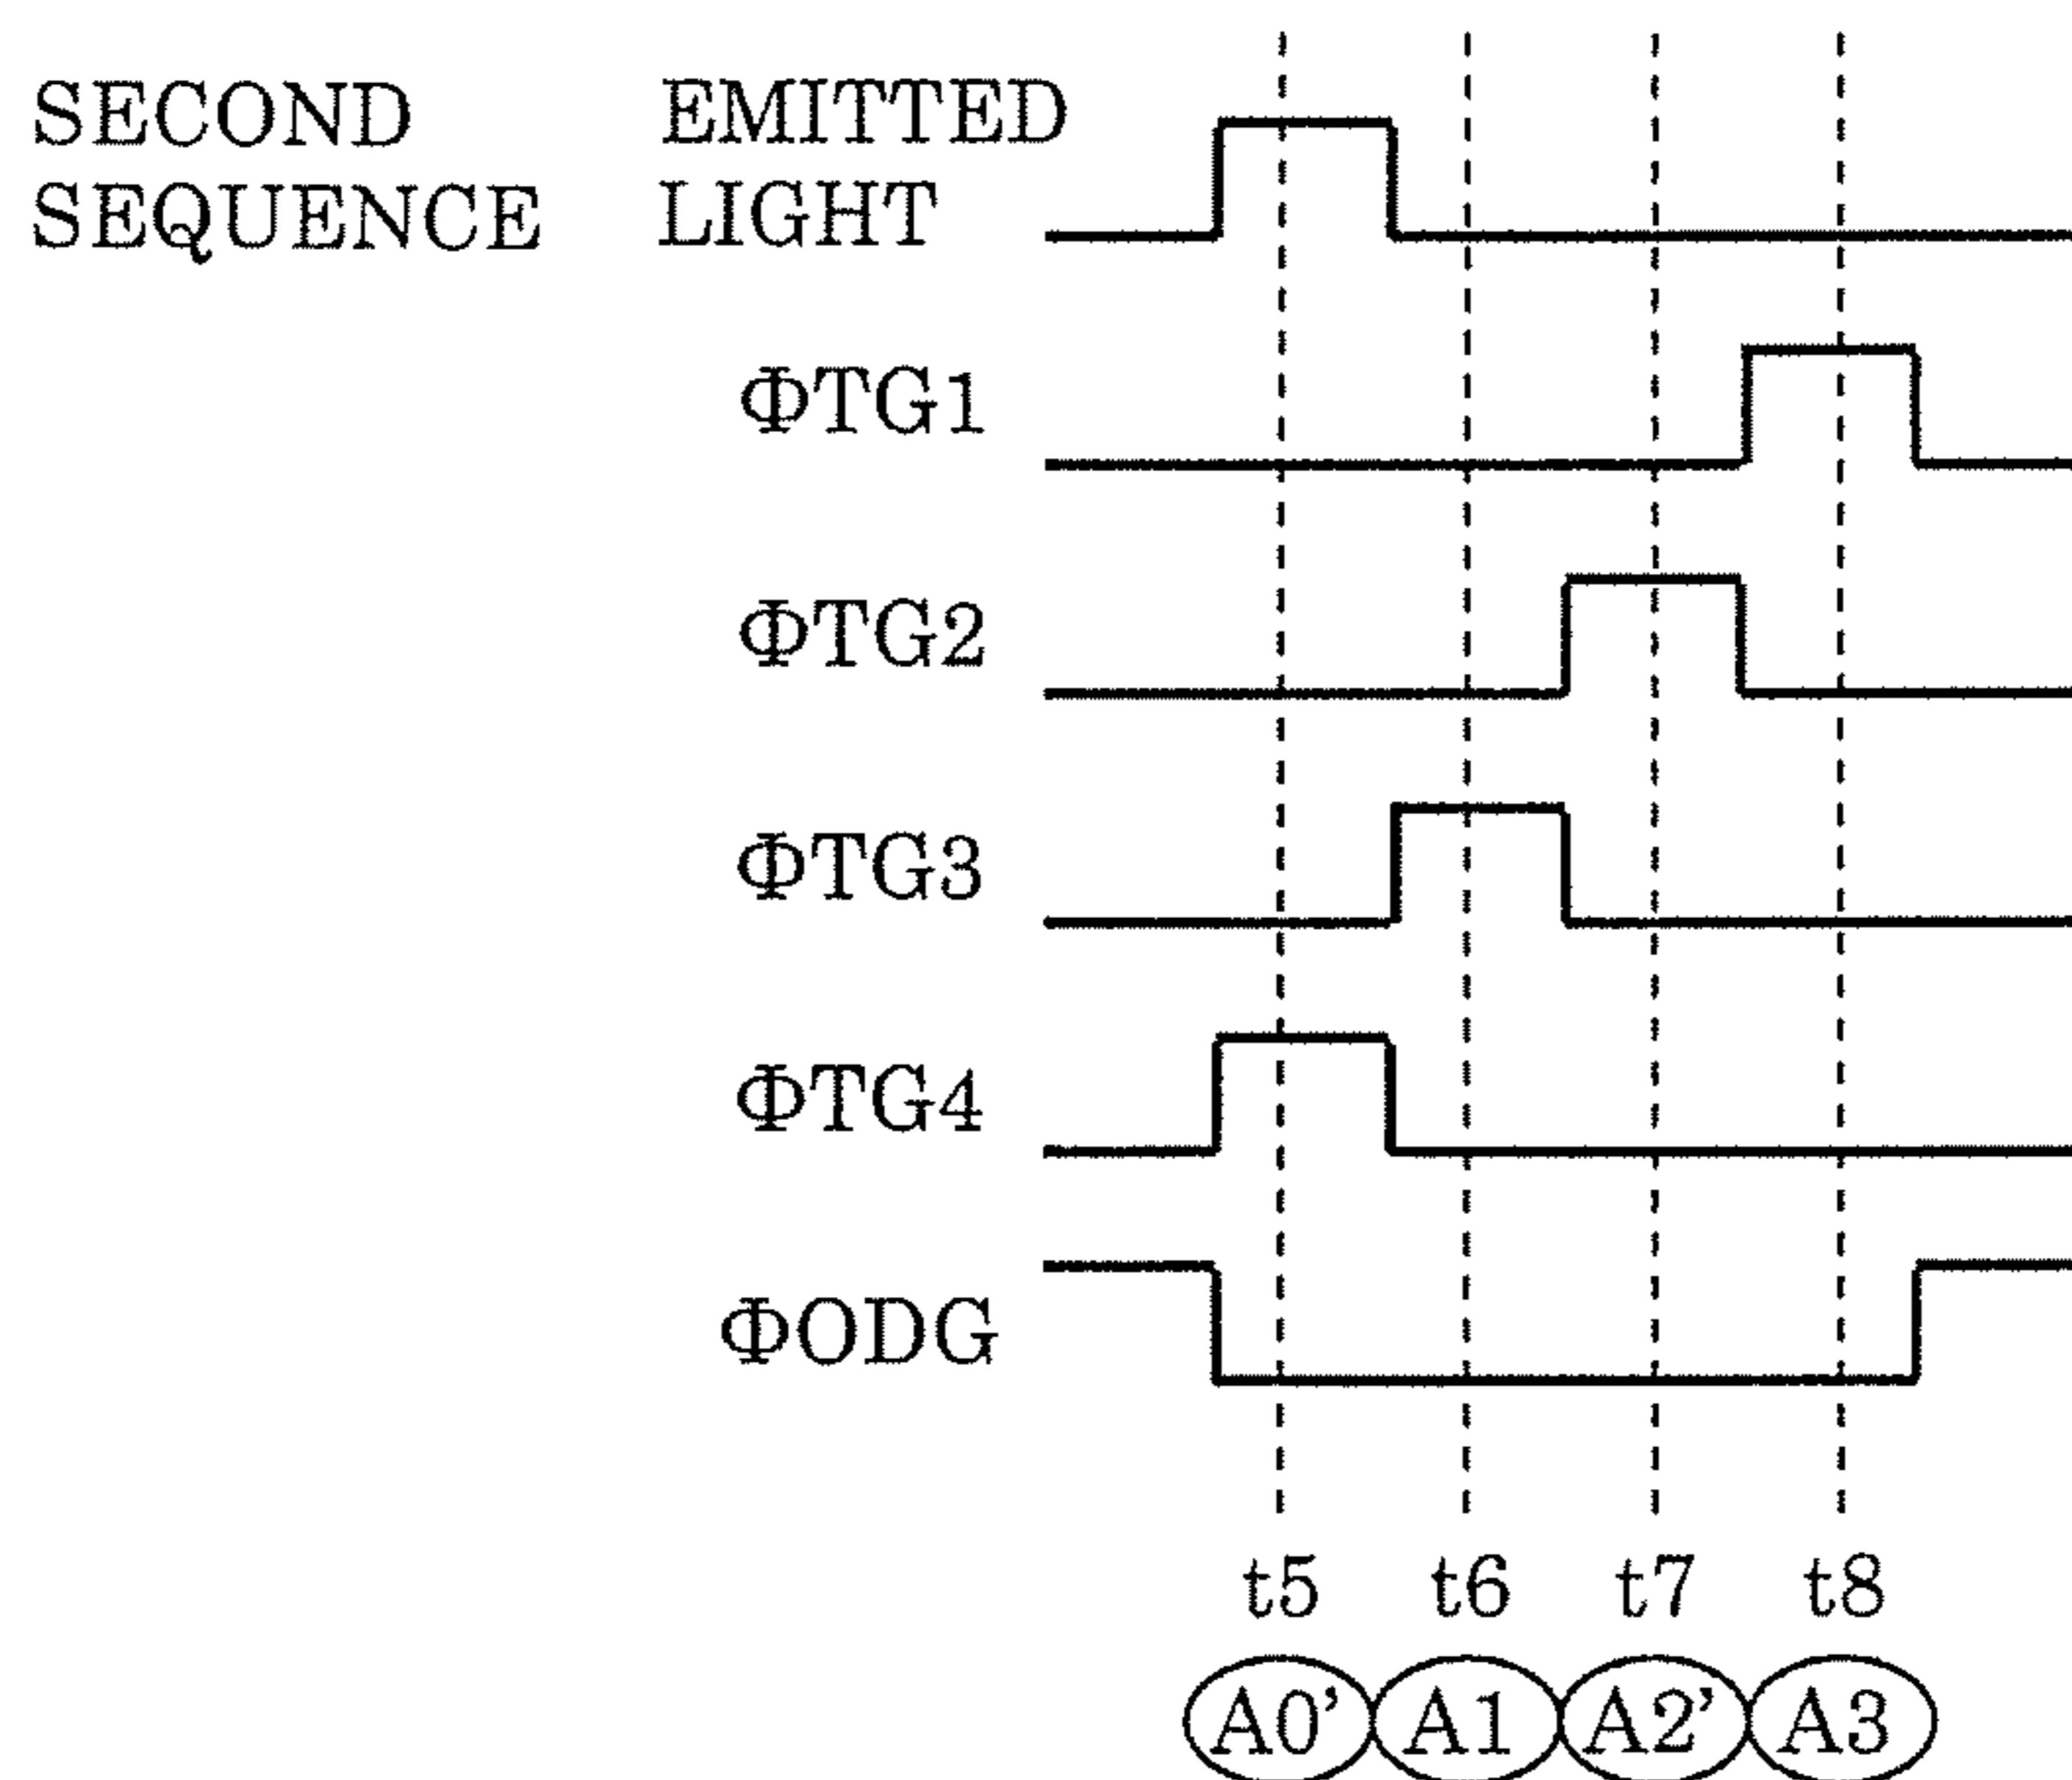 SECOND
SEQUENCE
EMITTED
LIGHT
ΦTG1
ΦTG2
ΦTG3
ΦTG4
ΦODG
t5 t6 t7 t8
A0’ A1 A2’ A3